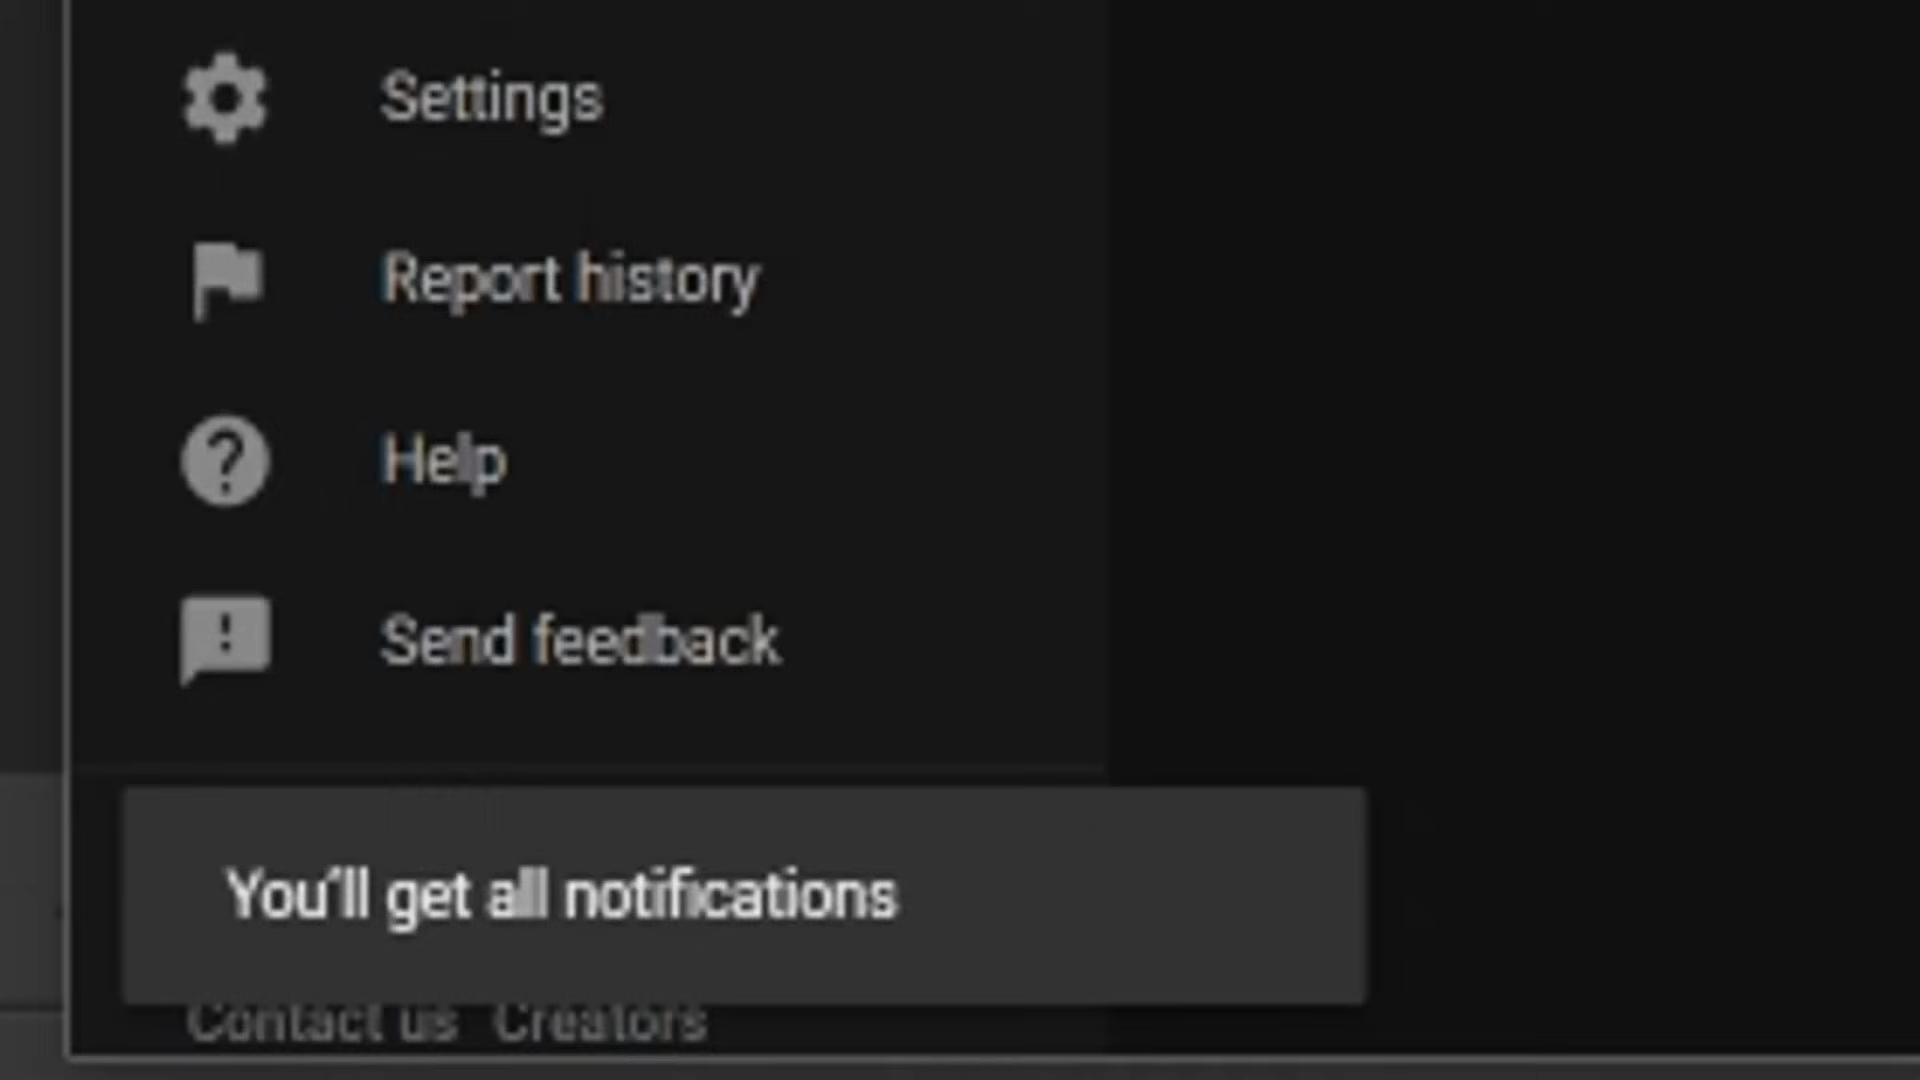 Settings
Report history
Help
Send feedback
You'll get all notifications
Contact us Creators